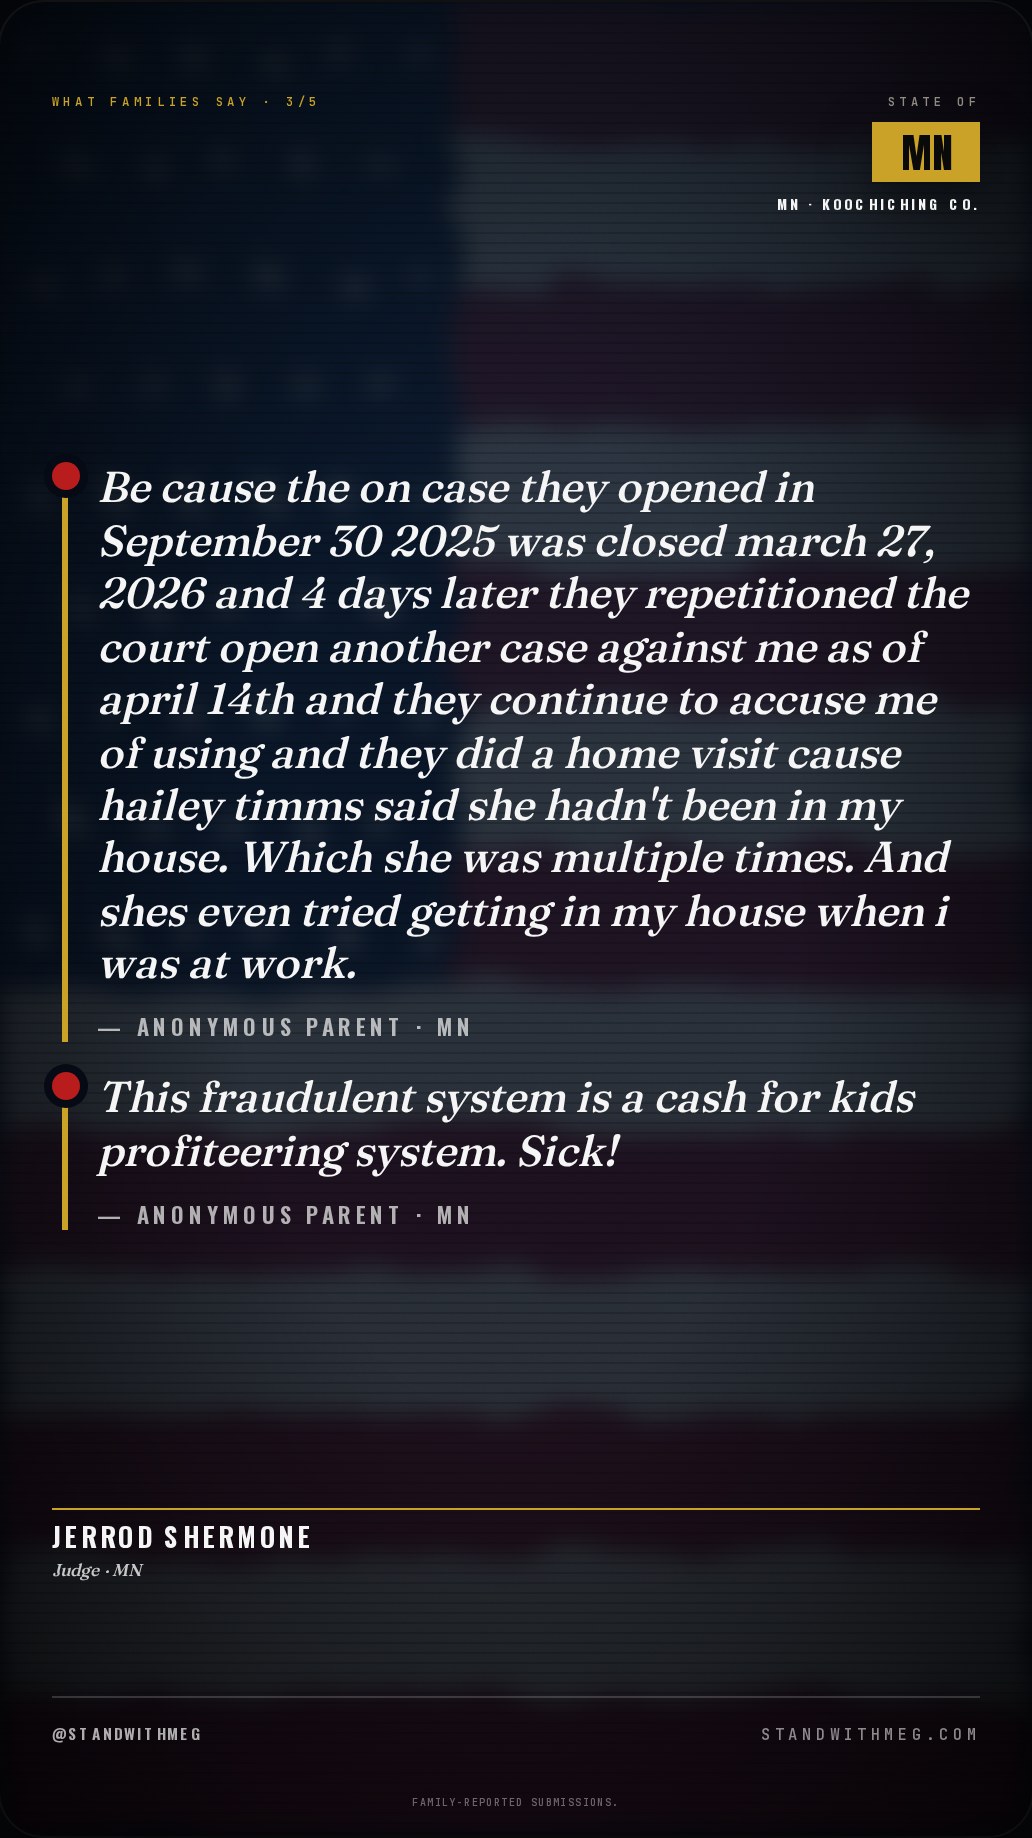 WHAT FAMILIES SAY · 3/5
STATE OF
MN
MN · KOOCHICHING CO.
Be cause the on case they opened in
September 30 2025 was closed march 27,
2026 and 4 days later they repetitioned the
court open another case against me as of
april 14th and they continue to accuse me
of using and they did a home visit cause
hailey timms said she hadn't been in my
house. Which she was multiple times. And
shes even tried getting in my house when i
was at work.
— ANONYMOUS PARENT · MN
This fraudulent system is a cash for kids
profiteering system. Sick!
— ANONYMOUS PARENT · MN
JERROD SHERMONE
Judge · MN
@STANDWITHMEG
STANDWITHMEG.COM
FAMILY-REPORTED SUBMISSIONS.